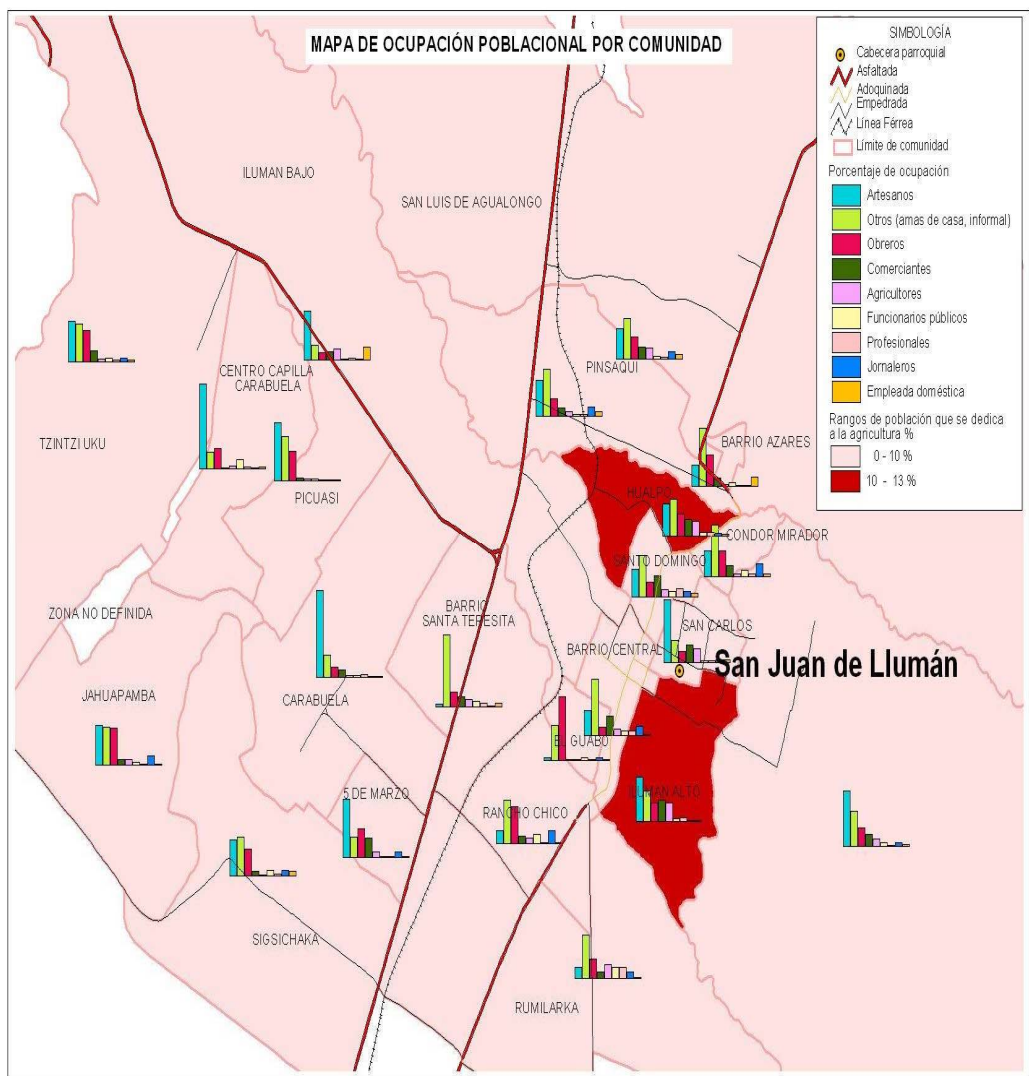 MAPA DE OCUPACIÓN POBLACIONAL POR COMUNIDAD
SIMBOLOGÍA
Cabecera parroquial
Asfaltada
Adoquinada
Empedrada
Línea Férrea
Límite de comunidad
Porcentaje de ocupación
Artesanos
Otros (amas de casa, informal)
Obreros
Comerciantes
Agricultores
Funcionarios públicos
Profesionales
Jornaleros
Empleada doméstica
Rangos de población que se dedica
a la agricultura %
0 - 10 %
10 - 13 %
ILUMAN BAJO
SAN LUIS DE AGUALONGO
CENTRO CAPILLA
CARABUELA
PINSAQUI
TZINTZI UKU
BARRIO AZARES
PICUASI
HUALPO
CONDOR MIRADOR
SANTO DOMINGO
ZONA NO DEFINIDA
BARRIO
SANTA TERESITA
SAN CARLOS
BARRIO CENTRAL
San Juan de Llumán
JAHUAPAMBA
CARABUELA
EL GUABO
5 DE MARZO
RANCHO CHICO
ILUMAN ALTO
SIGSICHAKA
RUMILARKA